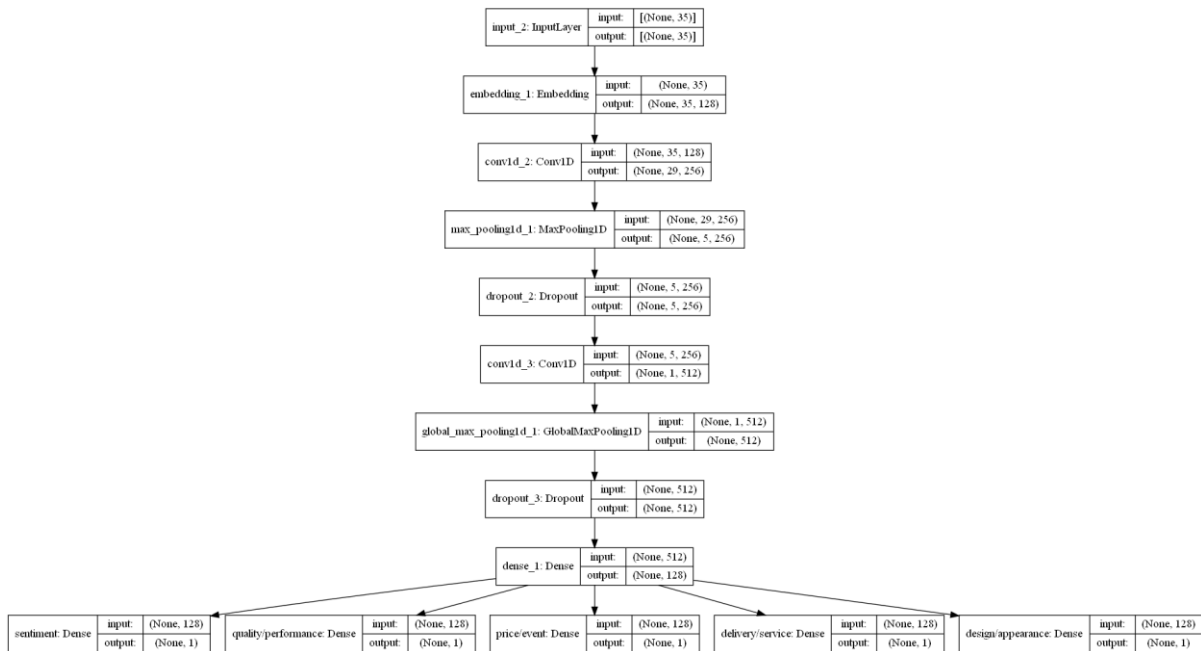 input_2: InputLayer input: [(None, 35)]
output: [(None, 35)]
embedding_1: Embedding input: (None, 35)
output: (None, 35, 128)
conv1d_2: Conv1D input: (None, 35, 128)
output: (None, 29, 256)
max_pooling1d_1: MaxPooling1D input: (None, 29, 256)
output: (None, 5, 256)
dropout_2: Dropout input: (None, 5, 256)
output: (None, 5, 256)
conv1d_3: Conv1D input: (None, 5, 256)
output: (None, 1, 512)
global_max_pooling1d_1: GlobalMaxPooling1D input: (None, 1, 512)
output: (None, 512)
dropout_3: Dropout input: (None, 512)
output: (None, 512)
dense_1: Dense input: (None, 512)
output: (None, 128)
sentiment: Dense input: (None, 128)
output: (None, 1)
quality/performance: Dense input: (None, 128)
output: (None, 1)
price/event: Dense input: (None, 128)
output: (None, 1)
delivery/service: Dense input: (None, 128)
output: (None, 1)
design/appearance: Dense input: (None, 128)
output: (None, 1)